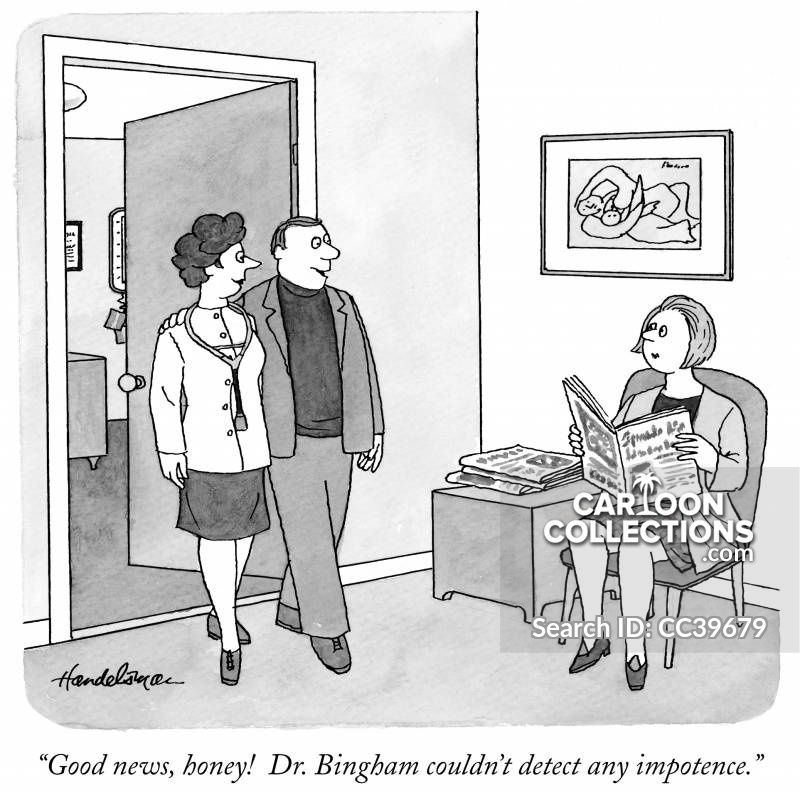 CARTOON
COLLECTIONS
.com
Search ID: CC39679
Handelsman
“Good news, honey!  Dr. Bingham couldn’t detect any impotence.”